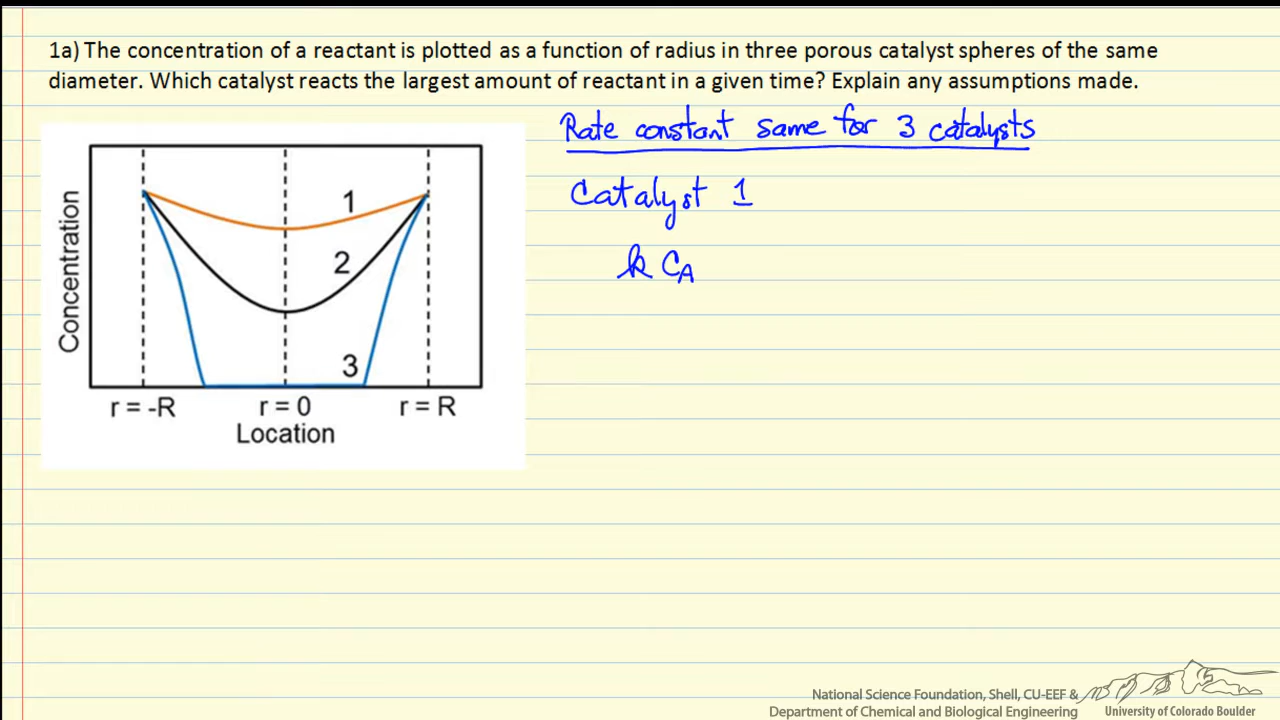 1a) The concentration of a reactant is plotted as a function of radius in three porous catalyst spheres of the same
diameter. Which catalyst reacts the largest amount of reactant in a given time? Explain any assumptions made.
Rate constant same for 3 catalysts
Catalyst 1
k CA
Concentration
1
2
3
r = -R r = 0 r = R
Location
National Science Foundation, Shell, CU-EEF &
Department of Chemical and Biological Engineering
University of Colorado Boulder